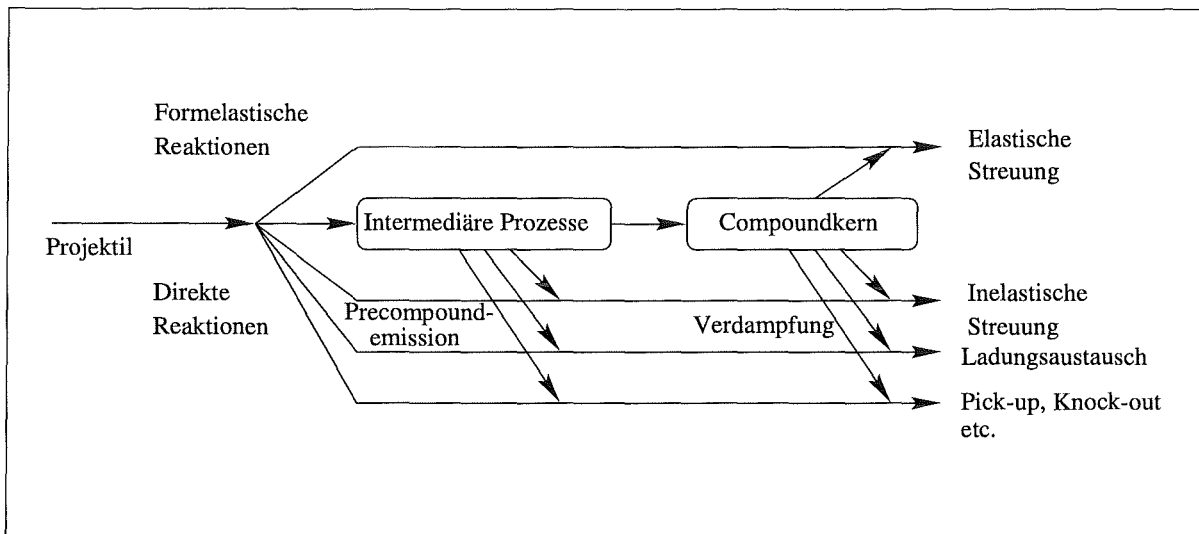 Formelastische
Reaktionen
Elastische
Streuung
Intermediäre Prozesse
Compoundkern
Projektil
Direkte
Reaktionen
Precompound-
emission
Verdampfung
Inelastische
Streuung
Ladungsaustausch
Pick-up, Knock-out
etc.